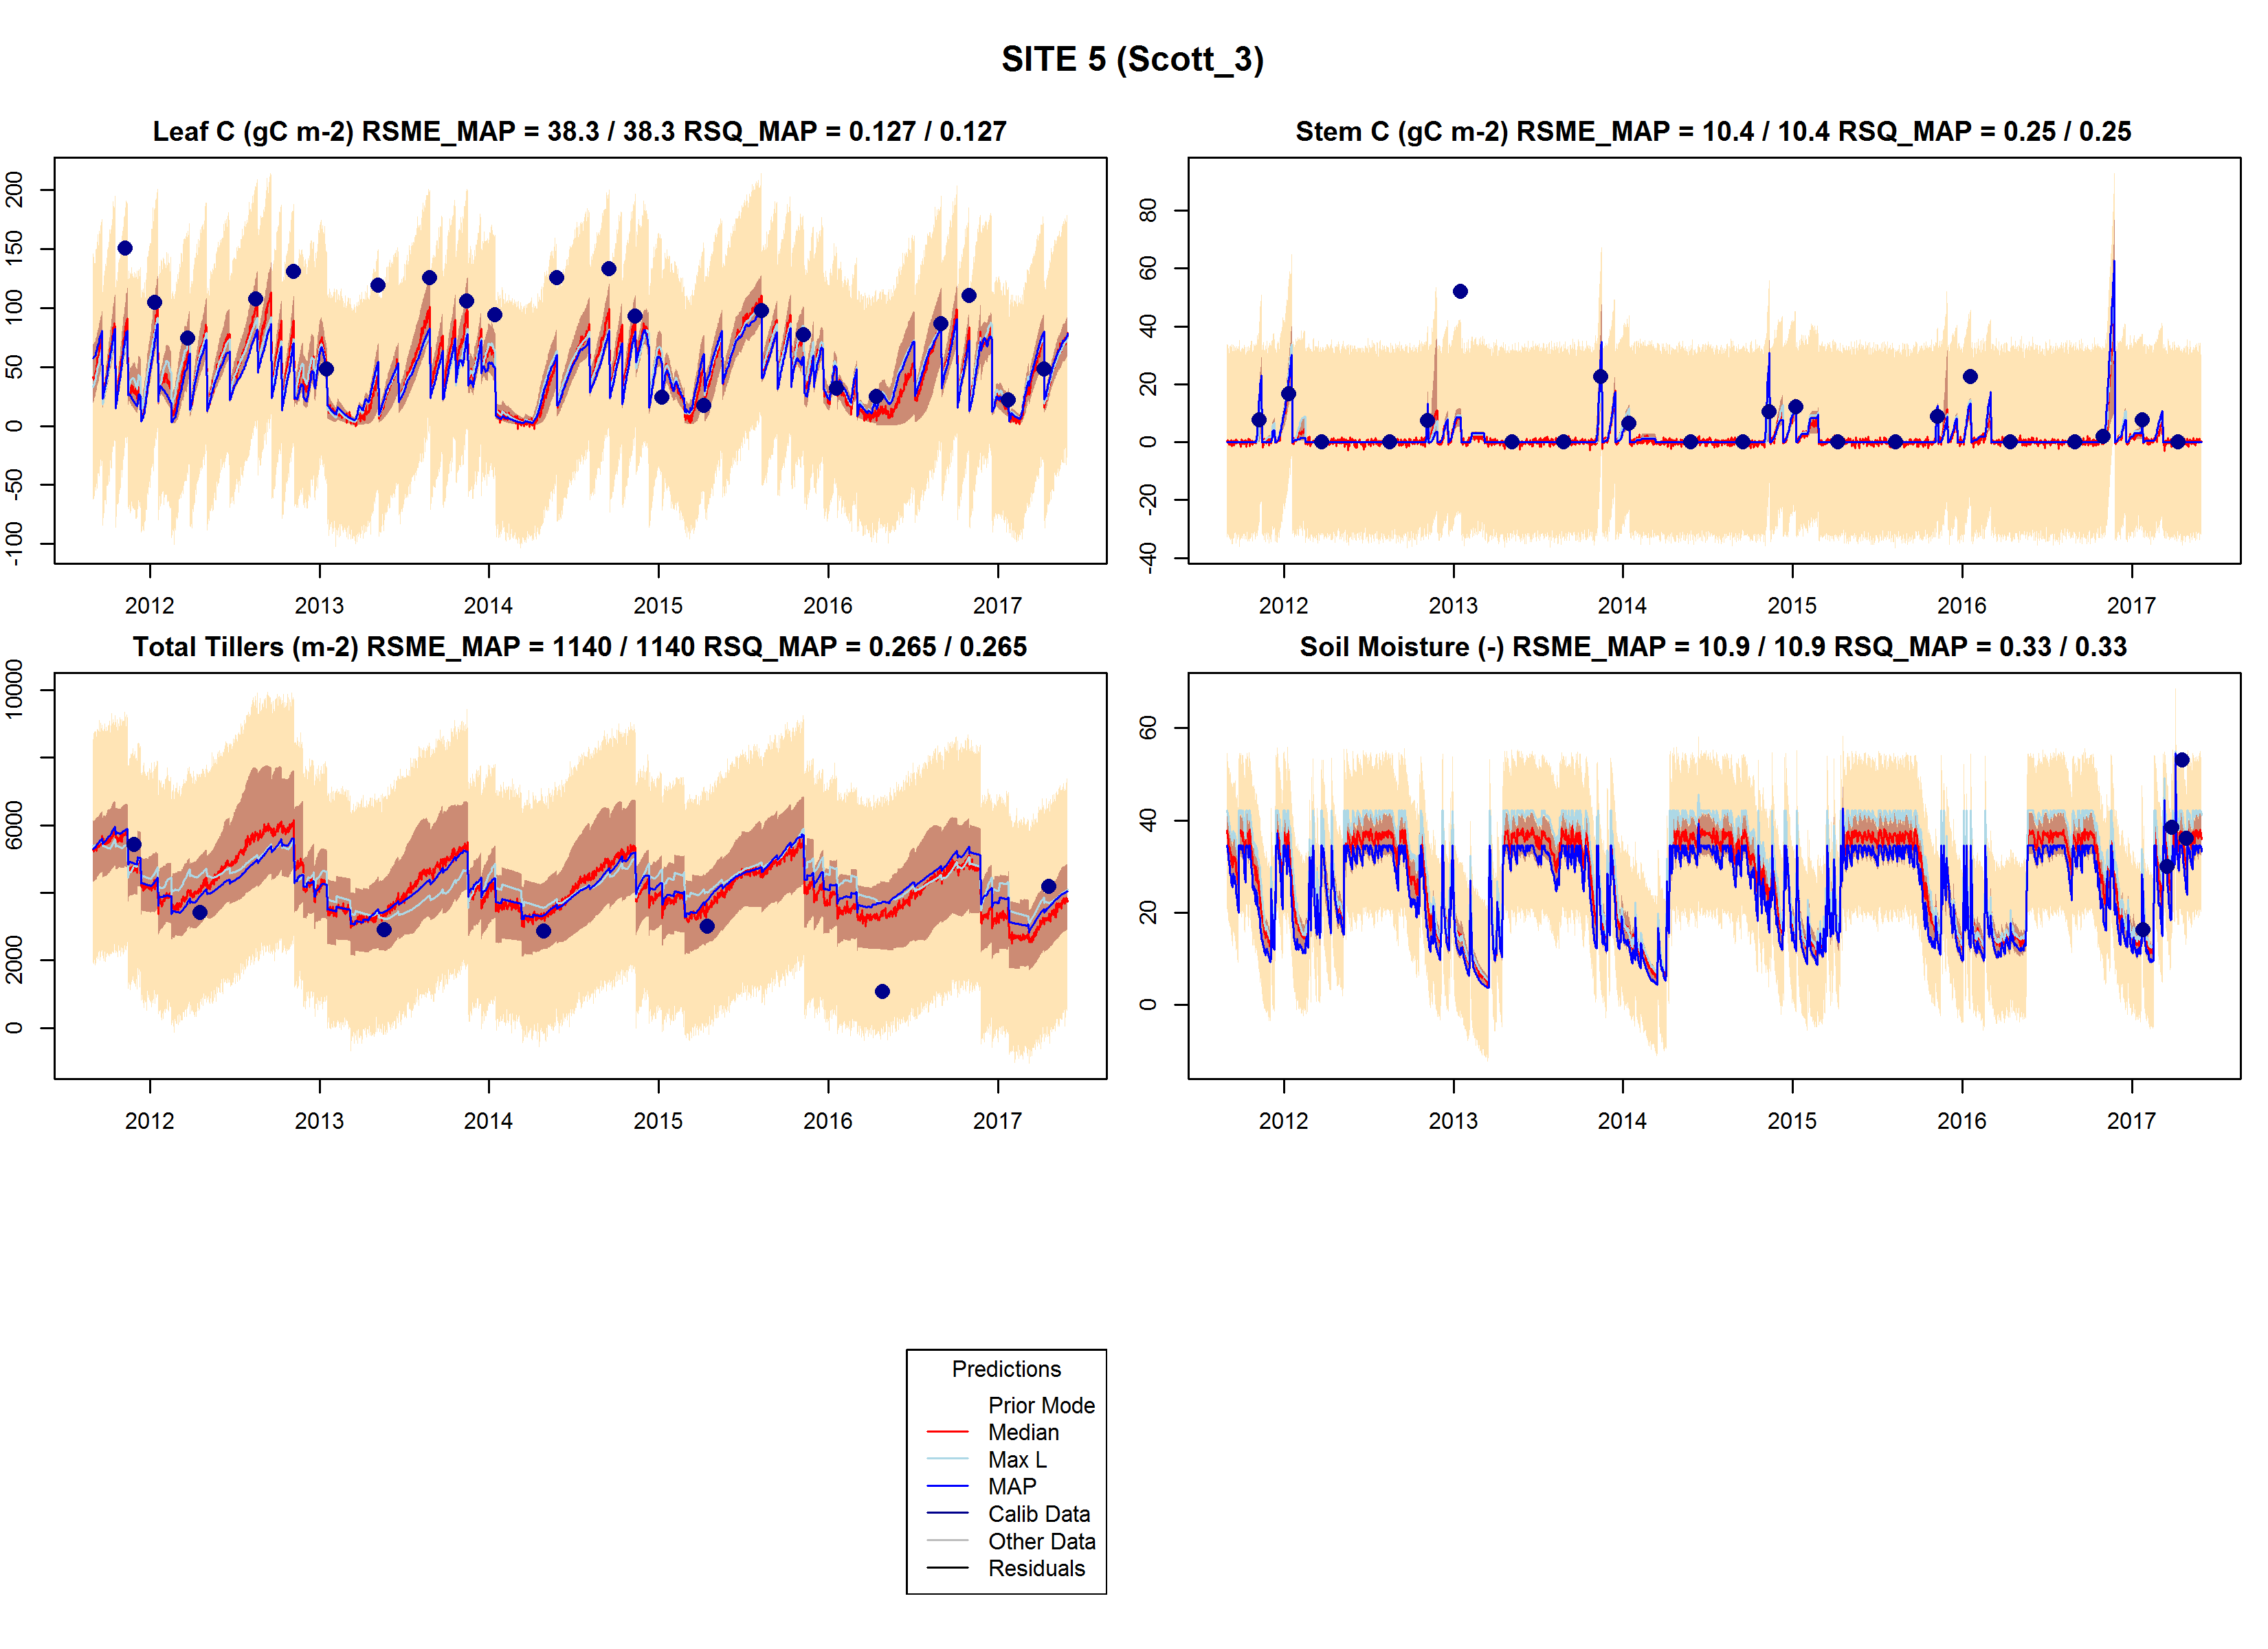 SITE 5 (Scott_3)
Leaf C (gC m-2) RSME_MAP = 38.3 / 38.3 RSQ_MAP = 0.127 / 0.127
200
150
100
50
0
-50
-100
2012 2013 2014 2015 2016 2017
Stem C (gC m-2) RSME_MAP = 10.4 / 10.4 RSQ_MAP = 0.25 / 0.25
80
60
40
20
0
-20
-40
2012 2013 2014 2015 2016 2017
Total Tillers (m-2) RSME_MAP = 1140 / 1140 RSQ_MAP = 0.265 / 0.265
10000
6000
2000
0
2012 2013 2014 2015 2016 2017
Soil Moisture (-) RSME_MAP = 10.9 / 10.9 RSQ_MAP = 0.33 / 0.33
60
40
20
0
2012 2013 2014 2015 2016 2017
Predictions
Prior Mode
Median
Max L
MAP
Calib Data
Other Data
Residuals